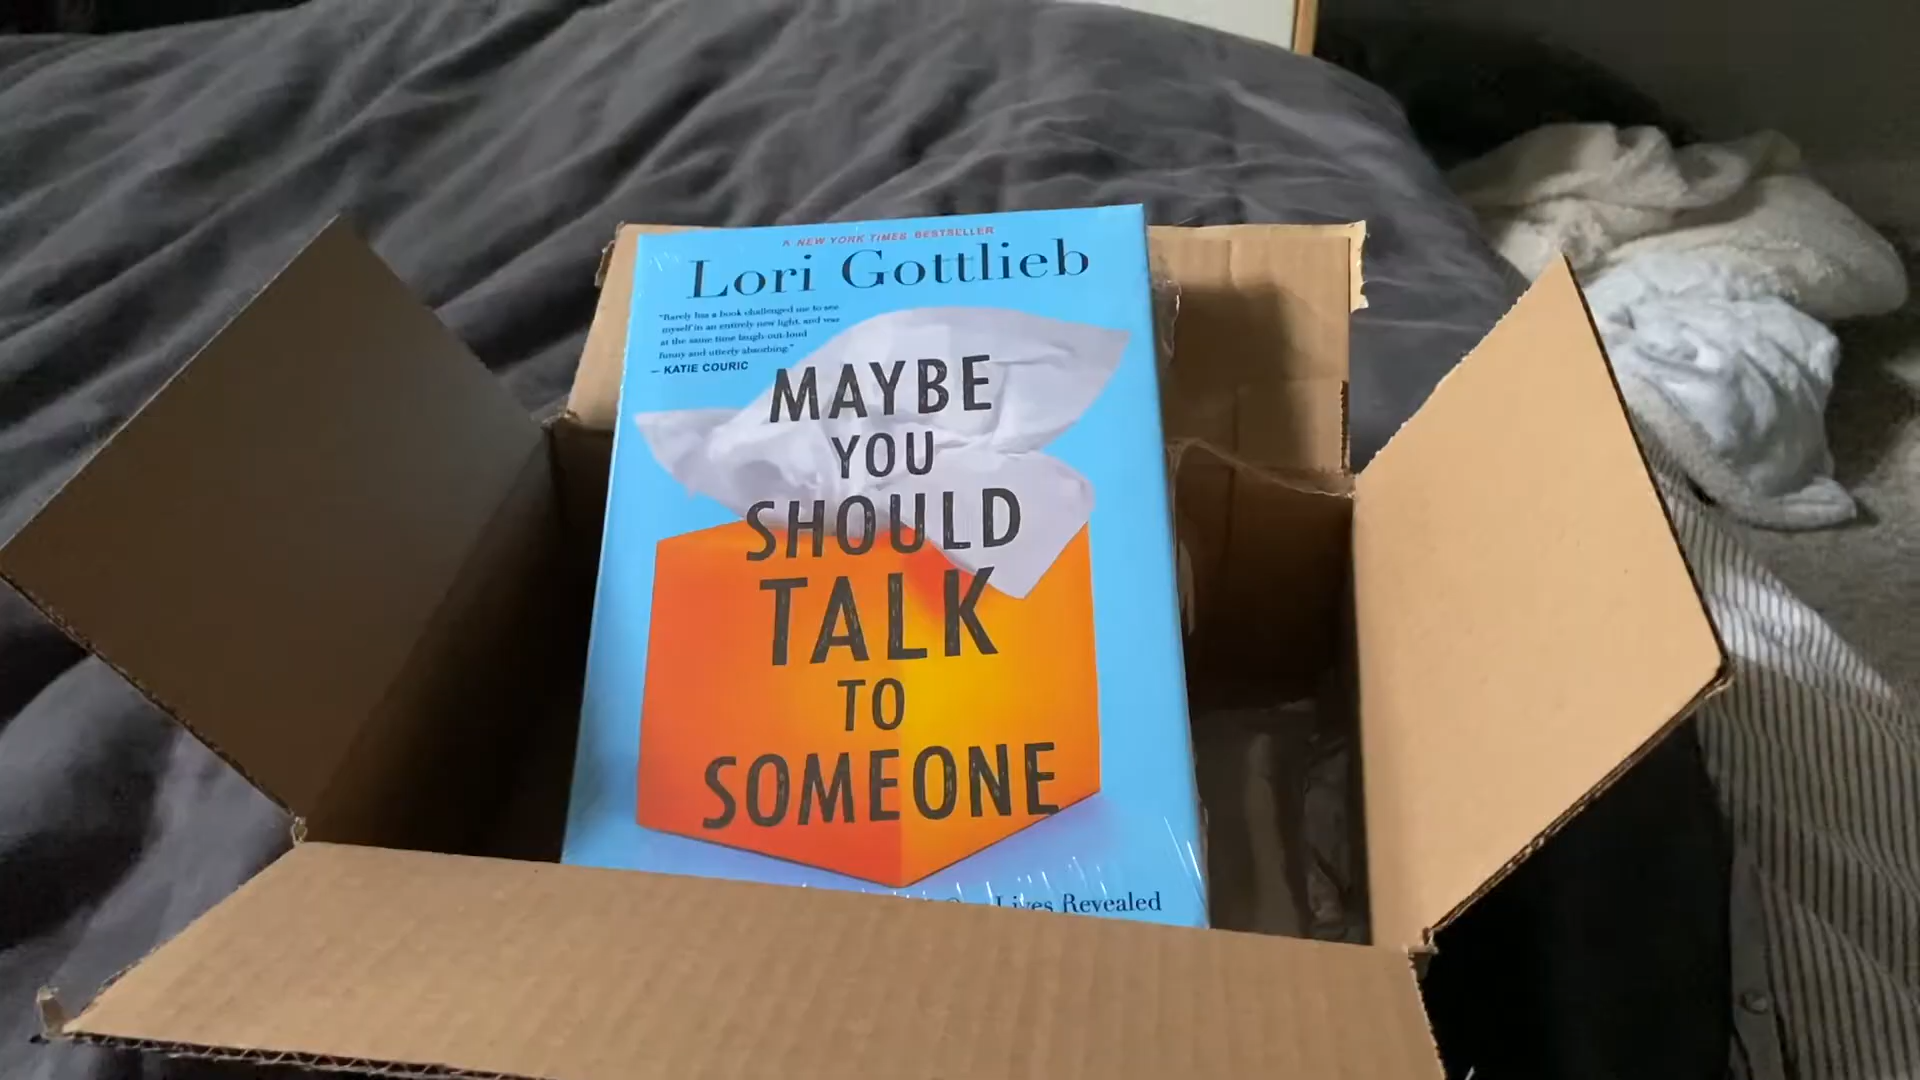 A NEW YORK TIMES BESTSELLER
Lori Gottlieb
"Rarely has a book challenged me to see
myself in an entirely new light, and was
at the same time laugh-out-loud
funny and utterly absorbing."
— KATIE COURIC
MAYBE
YOU
SHOULD
TALK
TO
SOMEONE
Our Lives Revealed